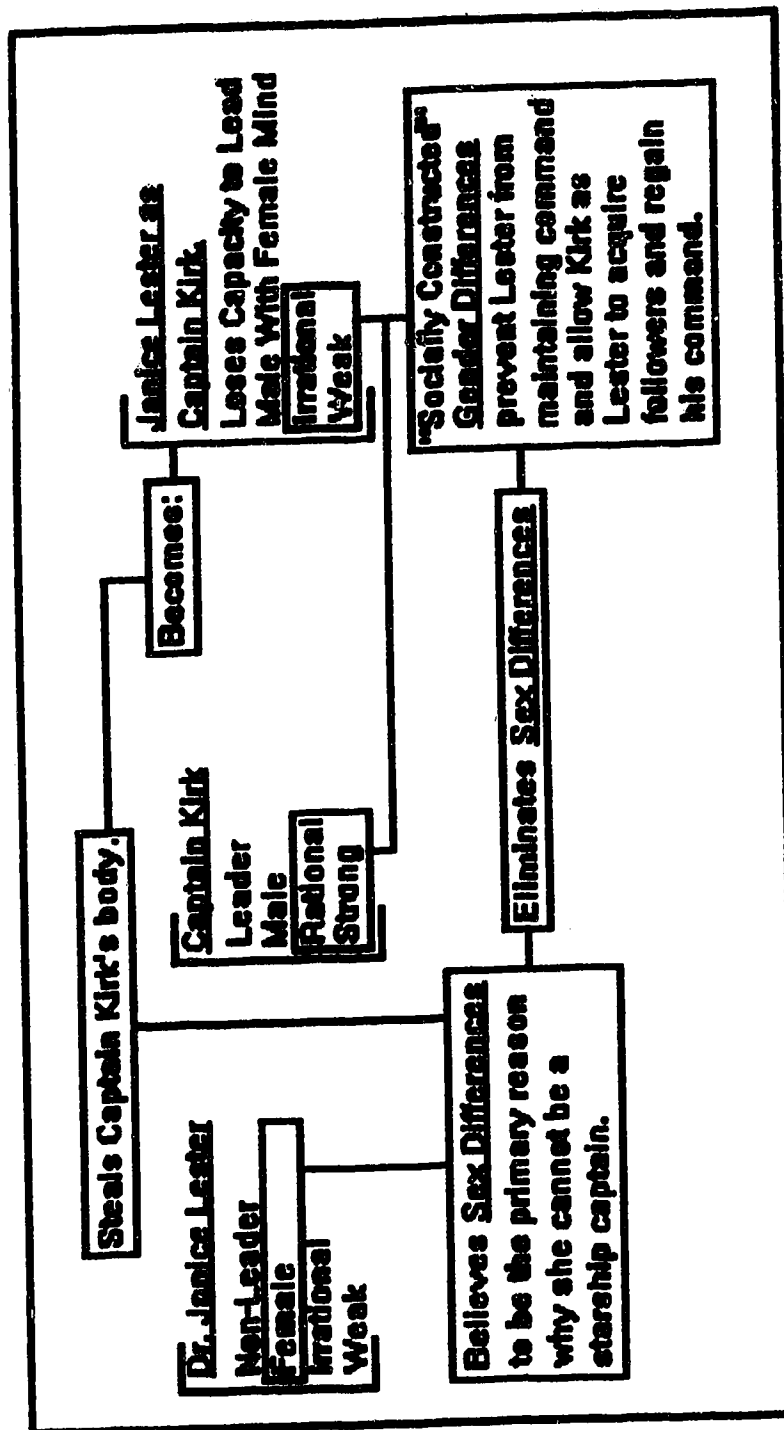 Steals Captain Kirk's body.
Becomes:
Dr. Janice Lester
Non-Leader
Female
Irrational
Weak
Captain Kirk
Leader
Male
Rational
Strong
Janice Lester as
Captain Kirk.
Loses Capacity to Lead
Male With Female Mind
Irrational
Weak
Believes Sex Differences
to be the primary reason
why she cannot be a
starship captain.
Eliminates Sex Differences
"Socially Constructed"
Gender Differences
prevent Lester from
maintaining command
and allow Kirk as
Lester to acquire
followers and regain
his command.